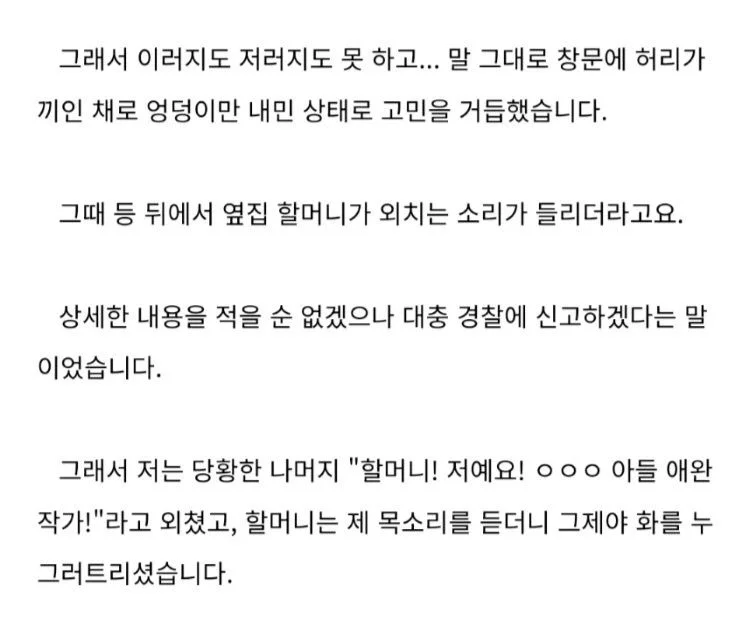 그래서 이러지도 저러지도 못 하고... 말 그대로 창문에 허리가
끼인 채로 엉덩이만 내민 상태로 고민을 거듭했습니다.
그때 등 뒤에서 옆집 할머니가 외치는 소리가 들리더라고요.
상세한 내용을 적을 순 없겠으나 대충 경찰에 신고하겠다는 말
이었습니다.
그래서 저는 당황한 나머지 "할머니! 저예요! ㅇㅇㅇ 아들 애완
작가!"라고 외쳤고, 할머니는 제 목소리를 듣더니 그제야 화를 누
그러트리셨습니다.